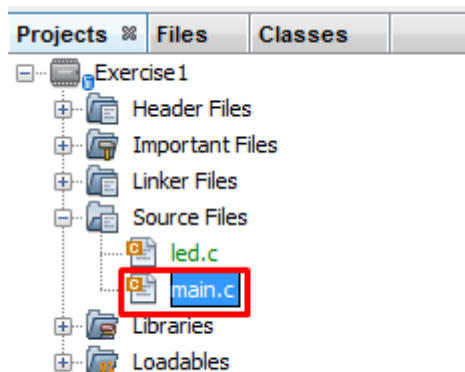 Projects Files Classes
Exercise1
Header Files
Important Files
Linker Files
Source Files
led.c
main.c
Libraries
Loadables